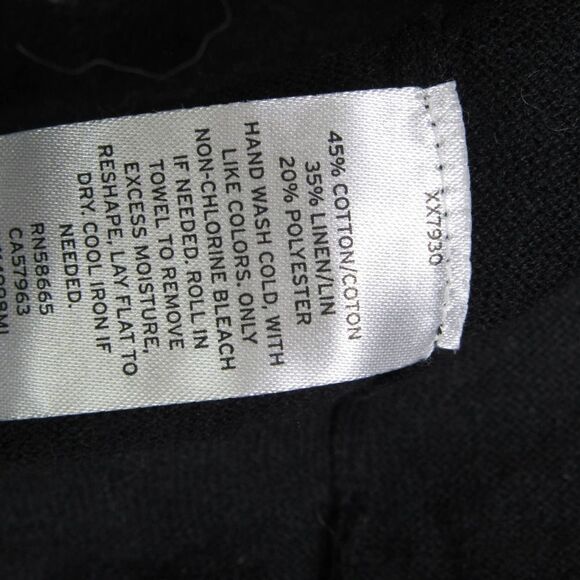 XX7930
45% COTTON/COTON
35% LINEN/LIN
20% POLYESTER
HAND WASH COLD, WITH
LIKE COLORS. ONLY
NON-CHLORINE BLEACH
IF NEEDED, ROLL IN
TOWEL TO REMOVE
EXCESS MOISTURE,
RESHAPE, LAY FLAT TO
DRY. COOL IRON IF
NEEDED.
RN58665
CA57963